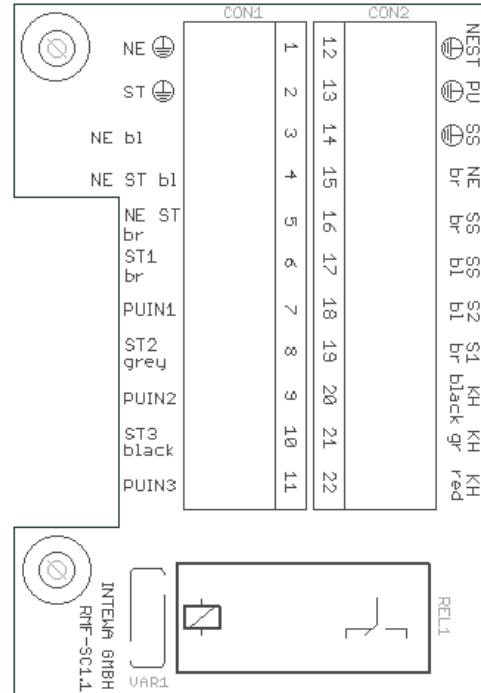 CON1
CON2
NE
1
12
NEST
ST
2
13
PU
NE bl
3
14
SS
NE ST bl
4
15
NE
br
NE ST
br
5
16
SS
br
ST1
br
6
17
SS
bl
PUIN1
7
18
S2
bl
ST2
grey
8
19
S1
br
PUIN2
9
20
KH
black
ST3
black
10
21
KH
gr
PUIN3
11
22
KH
red
INTEWA GMBH
RMF-SC1.1
VAR1
REL1